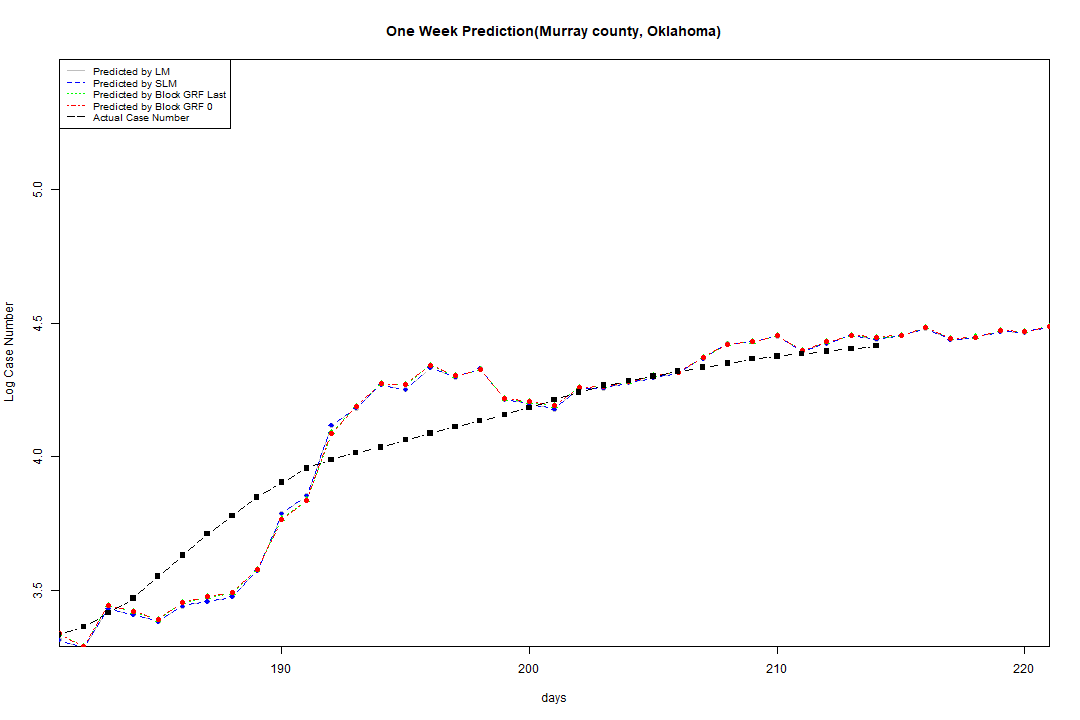 One Week Prediction(Murray county, Oklahoma)
Predicted by LM
Predicted by SLM
Predicted by Block GRF Last
Predicted by Block GRF 0
Actual Case Number
5.0
4.5
4.0
3.5
Log Case Number
190 200 210 220
days